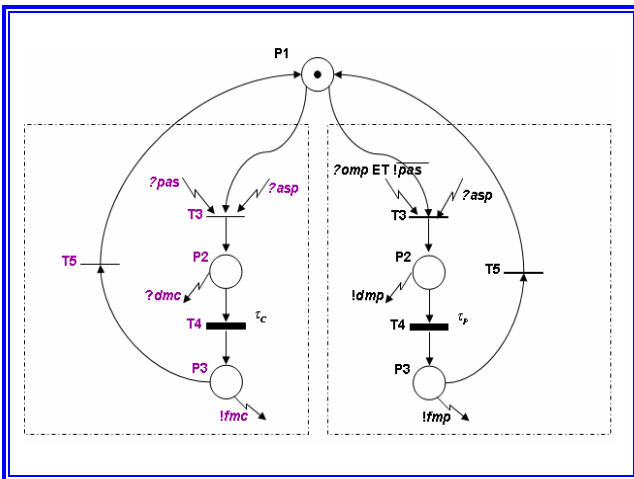 P1
?pas
?asp
T3
P2
?dmc
T4
τC
P3
!fmc
T5
?omp ET !p̅a̅s̅
?asp
T3
P2
!dmp
T4
τP
P3
!fmp
T5